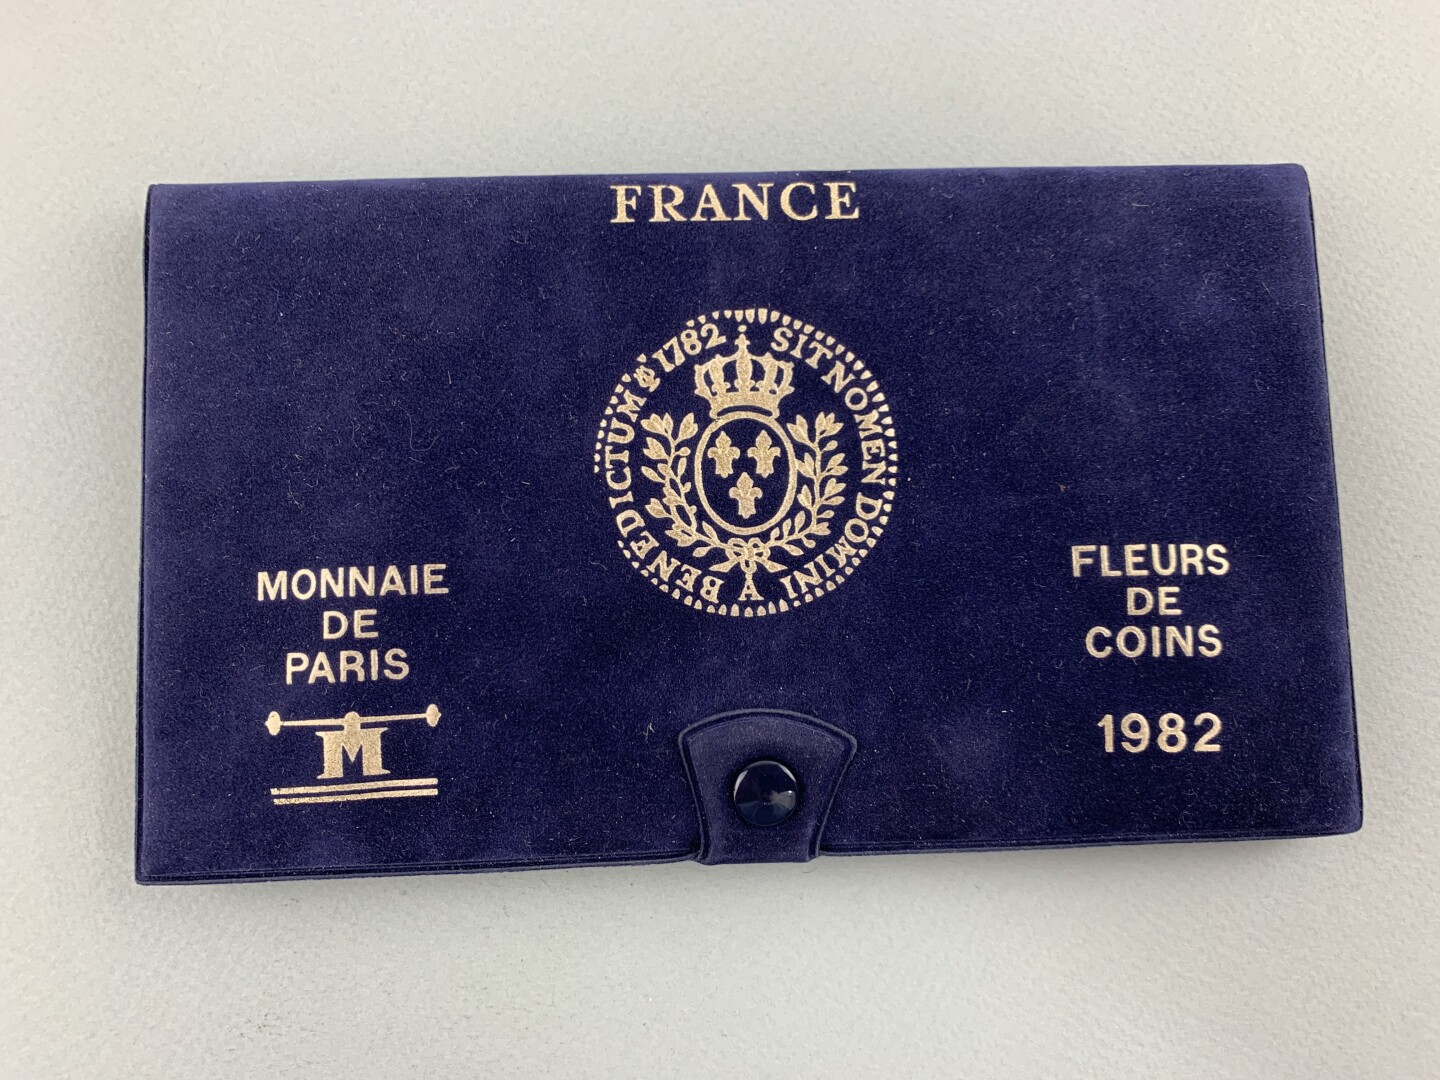 FRANCE
1782 SIT NOMEN DOMINI A BENEDICTUM
MONNAIE
DE
PARIS
M
FLEURS
DE
COINS
1982